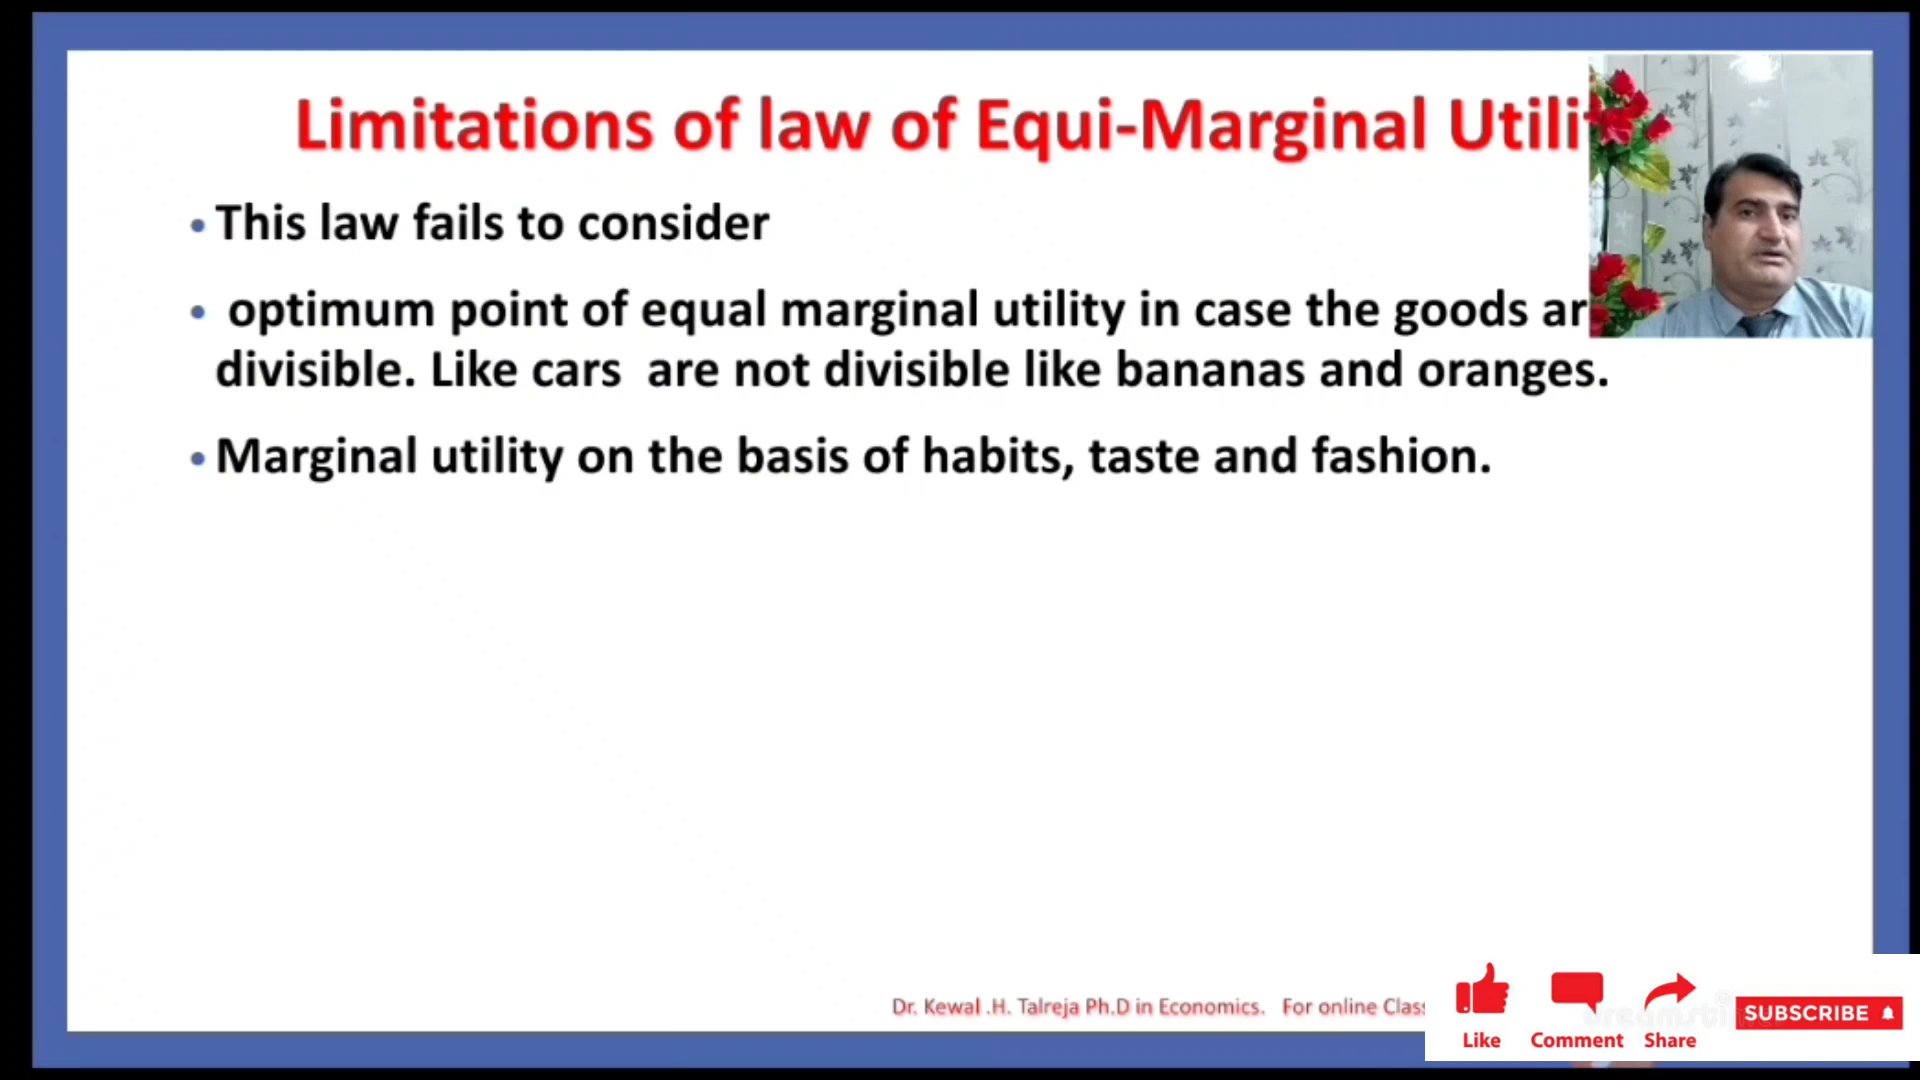 Limitations of law of Equi-Marginal Utili
• This law fails to consider
• optimum point of equal marginal utility in case the goods ar
divisible. Like cars are not divisible like bananas and oranges.
• Marginal utility on the basis of habits, taste and fashion.
Dr. Kewal .H. Talreja Ph.D in Economics. For online Clas
Like Comment Share SUBSCRIBE